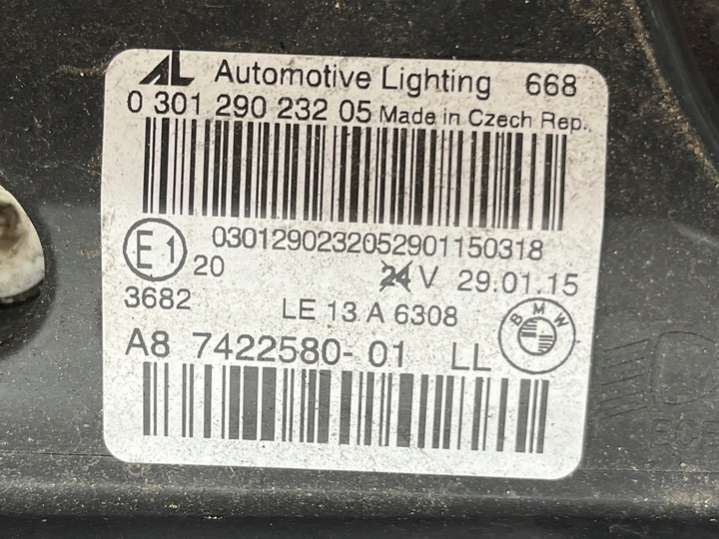 AL Automotive Lighting 668
0 301 290 232 05 Made in Czech Rep.
0301290232052901150318
E1 20 24 V 29.01.15
3682 LE 13 A 6308
BMW
A8 7422580-01 LL